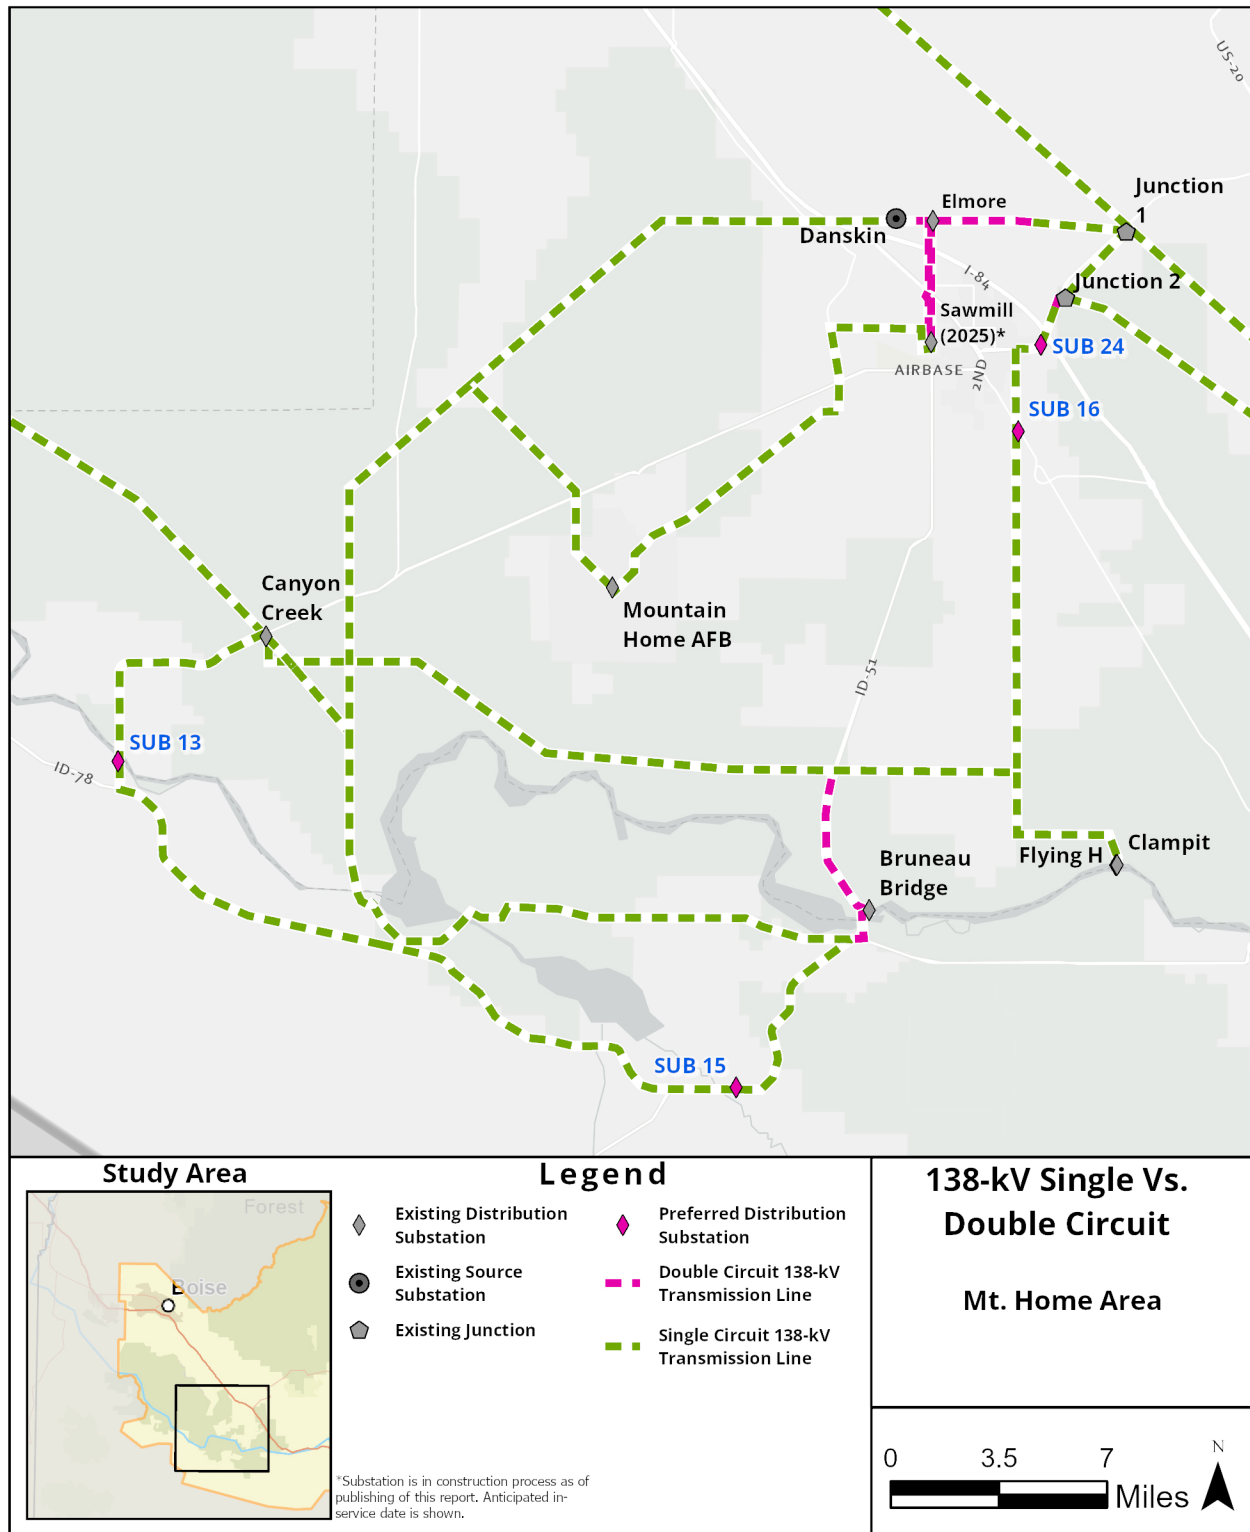 US-20
Junction
1
Elmore
Danskin
I-84
Junction 2
Sawmill
(2025)*
SUB 24
AIRBASE
2ND
SUB 16
Canyon
Creek
Mountain
Home AFB
ID-51
SUB 13
ID-78
Clampit
Flying H
Bruneau
Bridge
SUB 15
Study Area
Forest
Boise
Legend
Existing Distribution
Substation
Existing Source
Substation
Existing Junction
Preferred Distribution
Substation
Double Circuit 138-kV
Transmission Line
Single Circuit 138-kV
Transmission Line
*Substation is in construction process as of
publishing of this report. Anticipated in-
service date is shown.
138-kV Single Vs.
Double Circuit
Mt. Home Area
0 3.5 7
Miles
N